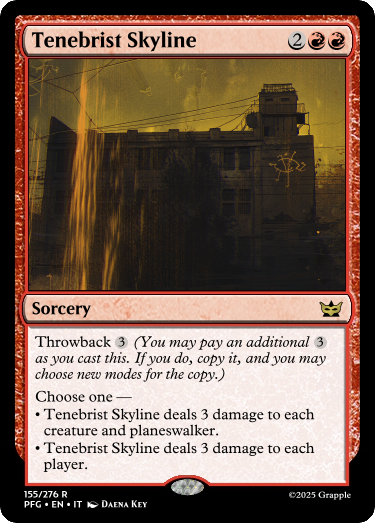 Tenebrist Skyline 2
Sorcery
Throwback 3 (You may pay an additional 3
as you cast this. If you do, copy it, and you may
choose new modes for the copy.)
Choose one —
• Tenebrist Skyline deals 3 damage to each
creature and planeswalker.
• Tenebrist Skyline deals 3 damage to each
player.
155/276 R
PFG • EN • IT DAENA KEY
©2025 Grapple